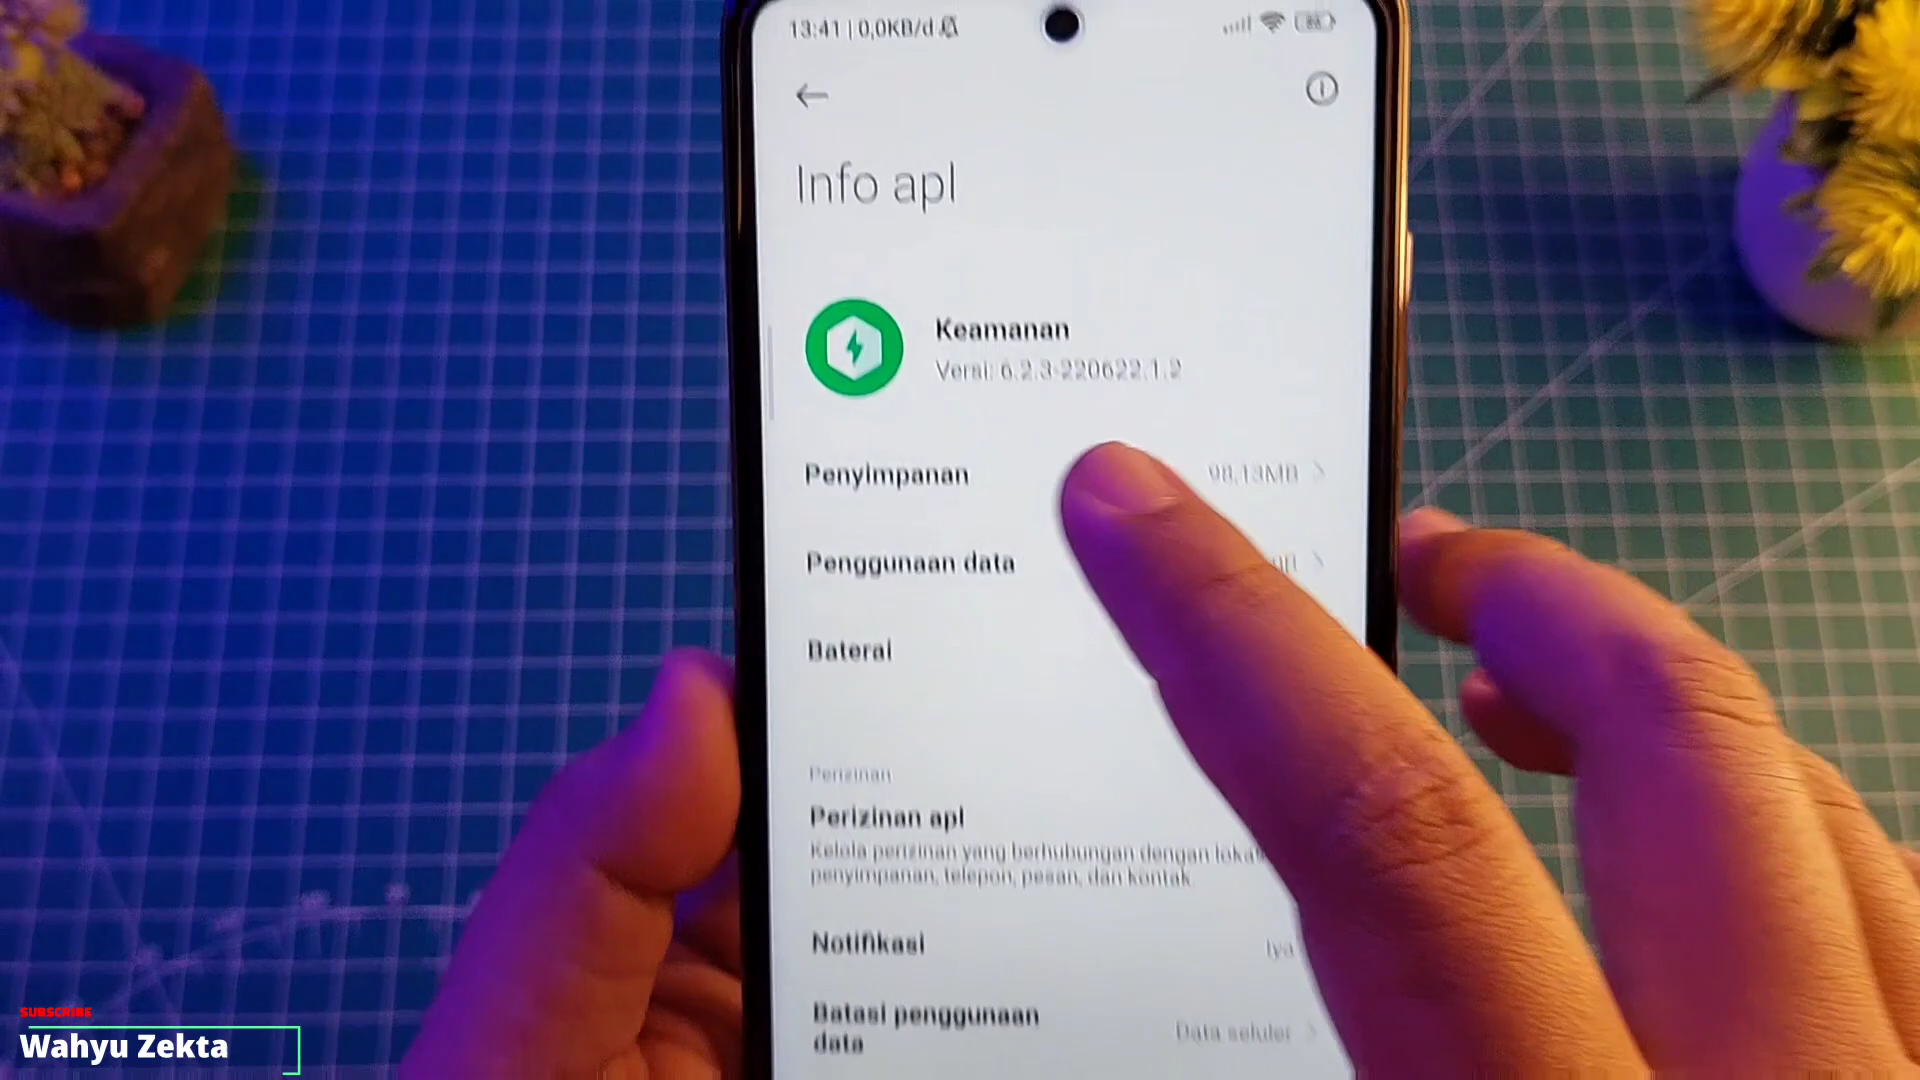 13:41 | 0,0KB/d
Info apl
Keamanan
Versi: 6.2.3-220622.1.2
Penyimpanan 98,13MB
Penggunaan data
Baterai
Perizinan
Perizinan apl
Kelola perizinan yang berhubungan dengan
penyimpanan, telepon, pesan, dan kontak
Notifikasi Iya
Batasi penggunaan
data
Data seluler
SUBSCRIBE
Wahyu Zekta